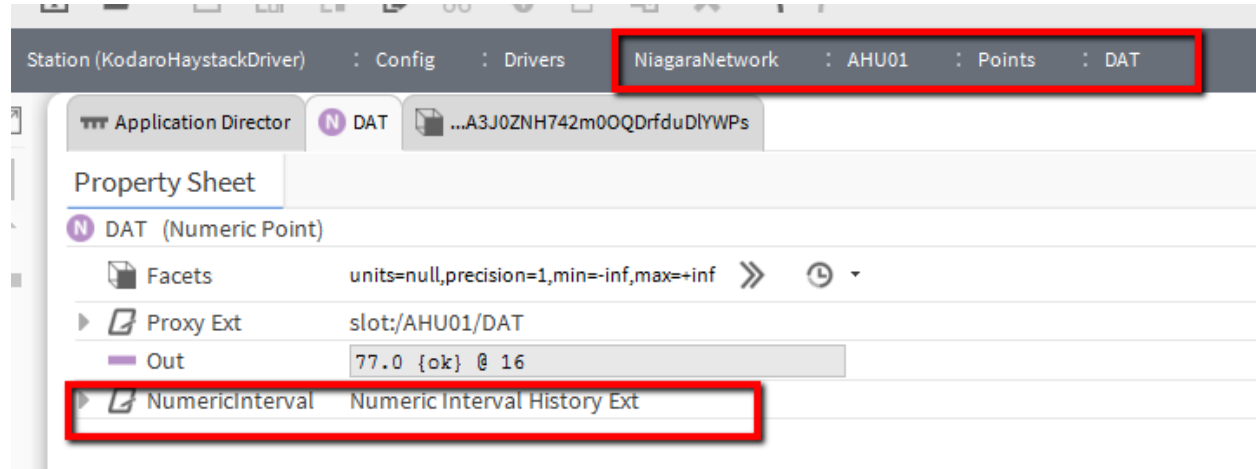 Station (KodaroHaystackDriver) : Config : Drivers NiagaraNetwork : AHU01 : Points : DAT
Application Director N DAT ...A3J0ZNH742m0OQDrfduDlYWPs
Property Sheet
N DAT (Numeric Point)
Facets units=null,precision=1,min=-inf,max=+inf
Proxy Ext slot:/AHU01/DAT
Out 77.0 {ok} @ 16
NumericInterval Numeric Interval History Ext